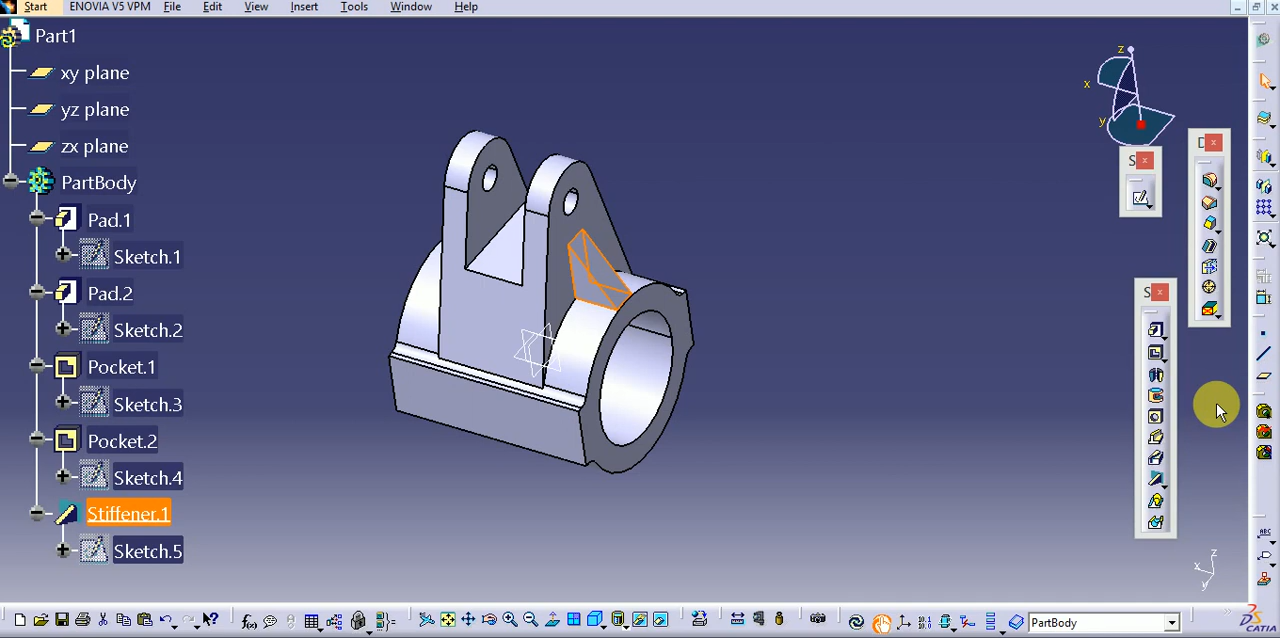 Start ENOVIA V5 VPM File Edit View Insert Tools Window Help
Part1
xy plane
yz plane
zx plane
PartBody
Pad.1
Sketch.1
Pad.2
Sketch.2
Pocket.1
Sketch.3
Pocket.2
Sketch.4
Stiffener.1
Sketch.5
z
x
y
D
S
S
ABC
z
x
y
PartBody
CATIA